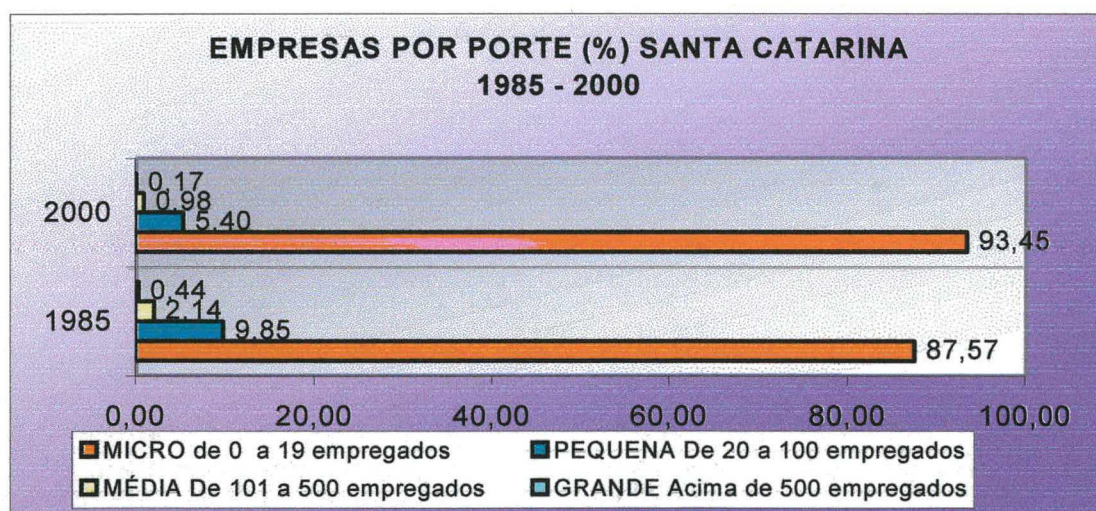 EMPRESAS POR PORTE (%) SANTA CATARINA
1985 - 2000
2000
0,17
0,98
5,40
93,45
1985
0,44
2,14
9,85
87,57
0,00 20,00 40,00 60,00 80,00 100,00
MICRO de 0 a 19 empregados PEQUENA De 20 a 100 empregados
MÉDIA De 101 a 500 empregados GRANDE Acima de 500 empregados